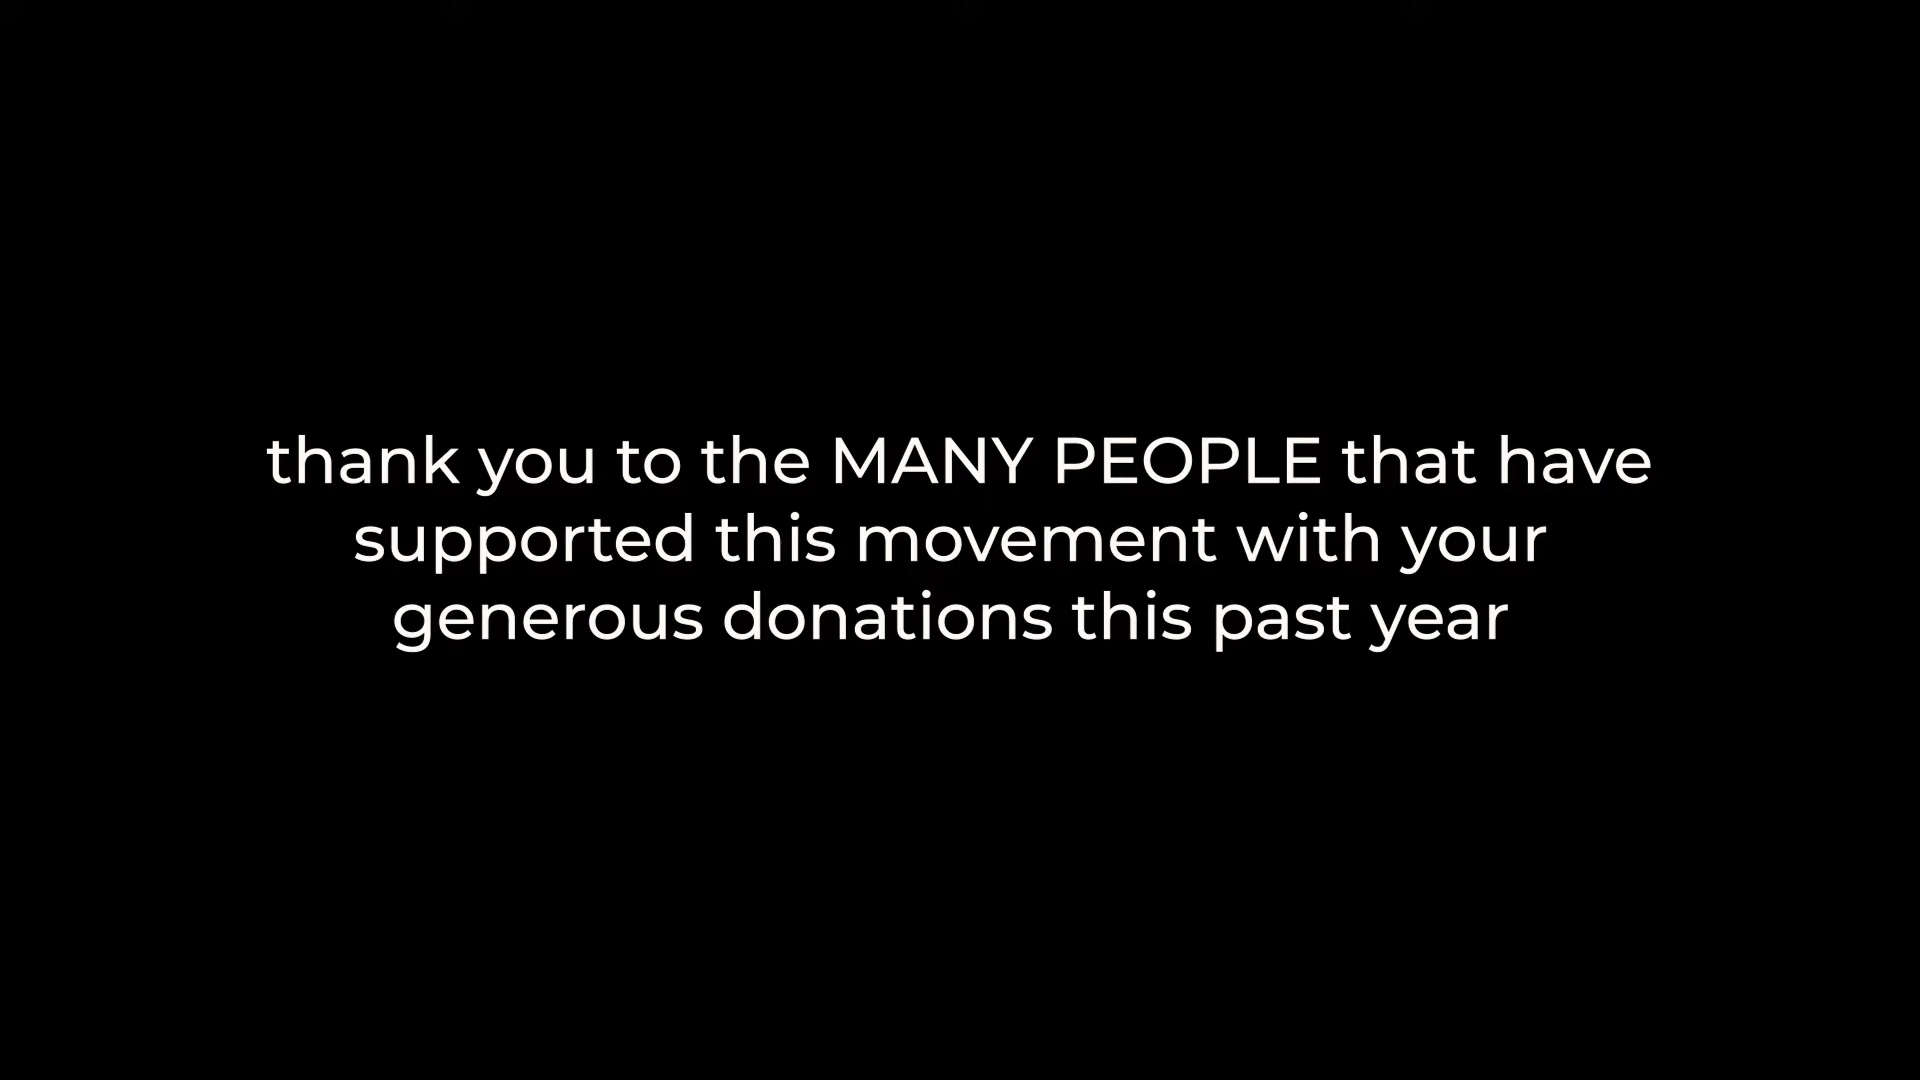 thank you to the MANY PEOPLE that have
supported this movement with your
generous donations this past year